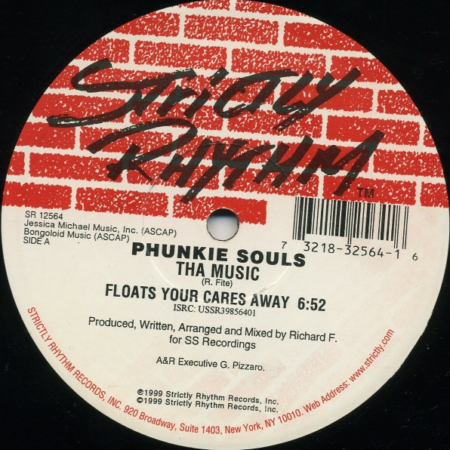 STRICTLY
RHYTHM
TM
SR 12564
Jessica Michael Music, Inc. (ASCAP)
Bongoloid Music (ASCAP)
SIDE A
7 73218-32564-1 6
PHUNKIE SOULS
THA MUSIC
(R. Fite)
FLOATS YOUR CARES AWAY 6:52
ISRC: USSR39856401
Produced, Written, Arranged and Mixed by Richard F.
for SS Recordings
A&R Executive G. Pizzaro.
℗1999 Strictly Rhythm Records, Inc.
©1999 Strictly Rhythm Records, Inc.
STRICTLY RHYTHM RECORDS, INC. 920 Broadway, Suite 1403, New York, NY 10010. Web Address: www.strictly.com